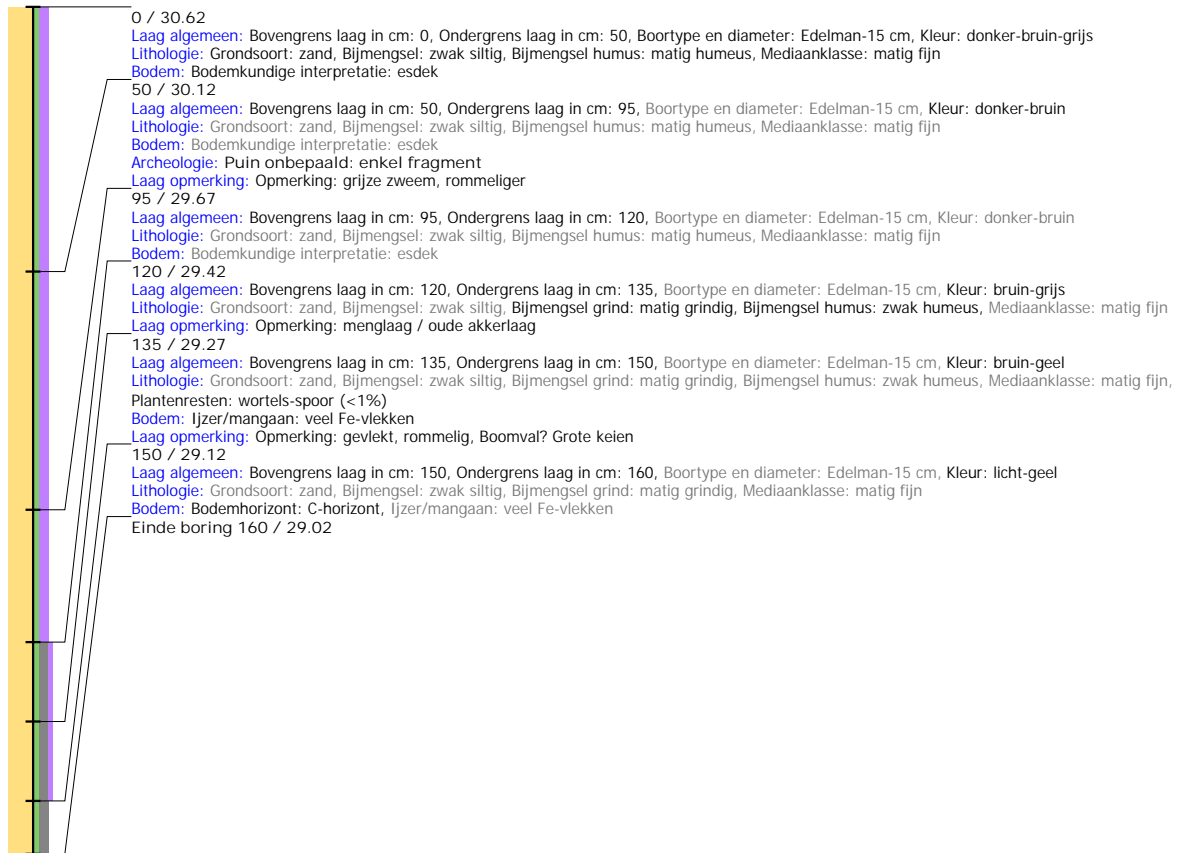 0 / 30.62
Laag algemeen: Bovengrens laag in cm: 0, Ondergrens laag in cm: 50, Boortype en diameter: Edelman-15 cm, Kleur: donker-bruin-grijs
Lithologie: Grondsoort: zand, Bijmengsel: zwak siltig, Bijmengsel humus: matig humeus, Mediaanklasse: matig fijn
Bodem: Bodemkundige interpretatie: esdek
50 / 30.12
Laag algemeen: Bovengrens laag in cm: 50, Ondergrens laag in cm: 95, Boortype en diameter: Edelman-15 cm, Kleur: donker-bruin
Lithologie: Grondsoort: zand, Bijmengsel: zwak siltig, Bijmengsel humus: matig humeus, Mediaanklasse: matig fijn
Bodem: Bodemkundige interpretatie: esdek
Archeologie: Puin onbepaald: enkel fragment
Laag opmerking: Opmerking: grijze zweem, rommeliger
95 / 29.67
Laag algemeen: Bovengrens laag in cm: 95, Ondergrens laag in cm: 120, Boortype en diameter: Edelman-15 cm, Kleur: donker-bruin
Lithologie: Grondsoort: zand, Bijmengsel: zwak siltig, Bijmengsel humus: matig humeus, Mediaanklasse: matig fijn
Bodem: Bodemkundige interpretatie: esdek
120 / 29.42
Laag algemeen: Bovengrens laag in cm: 120, Ondergrens laag in cm: 135, Boortype en diameter: Edelman-15 cm, Kleur: bruin-grijs
Lithologie: Grondsoort: zand, Bijmengsel: zwak siltig, Bijmengsel grind: matig grindig, Bijmengsel humus: zwak humeus, Mediaanklasse: matig fijn
Laag opmerking: Opmerking: menglaag / oude akkerlaag
135 / 29.27
Laag algemeen: Bovengrens laag in cm: 135, Ondergrens laag in cm: 150, Boortype en diameter: Edelman-15 cm, Kleur: bruin-geel
Lithologie: Grondsoort: zand, Bijmengsel: zwak siltig, Bijmengsel grind: matig grindig, Bijmengsel humus: zwak humeus, Mediaanklasse: matig fijn,
Plantenresten: wortels-spoor (<1%)
Bodem: Ijzer/mangaan: veel Fe-vlekken
Laag opmerking: Opmerking: gevlekt, rommelig, Boomval? Grote keien
150 / 29.12
Laag algemeen: Bovengrens laag in cm: 150, Ondergrens laag in cm: 160, Boortype en diameter: Edelman-15 cm, Kleur: licht-geel
Lithologie: Grondsoort: zand, Bijmengsel: zwak siltig, Bijmengsel grind: matig grindig, Mediaanklasse: matig fijn
Bodem: Bodemhorizont: C-horizont, Ijzer/mangaan: veel Fe-vlekken
Einde boring 160 / 29.02